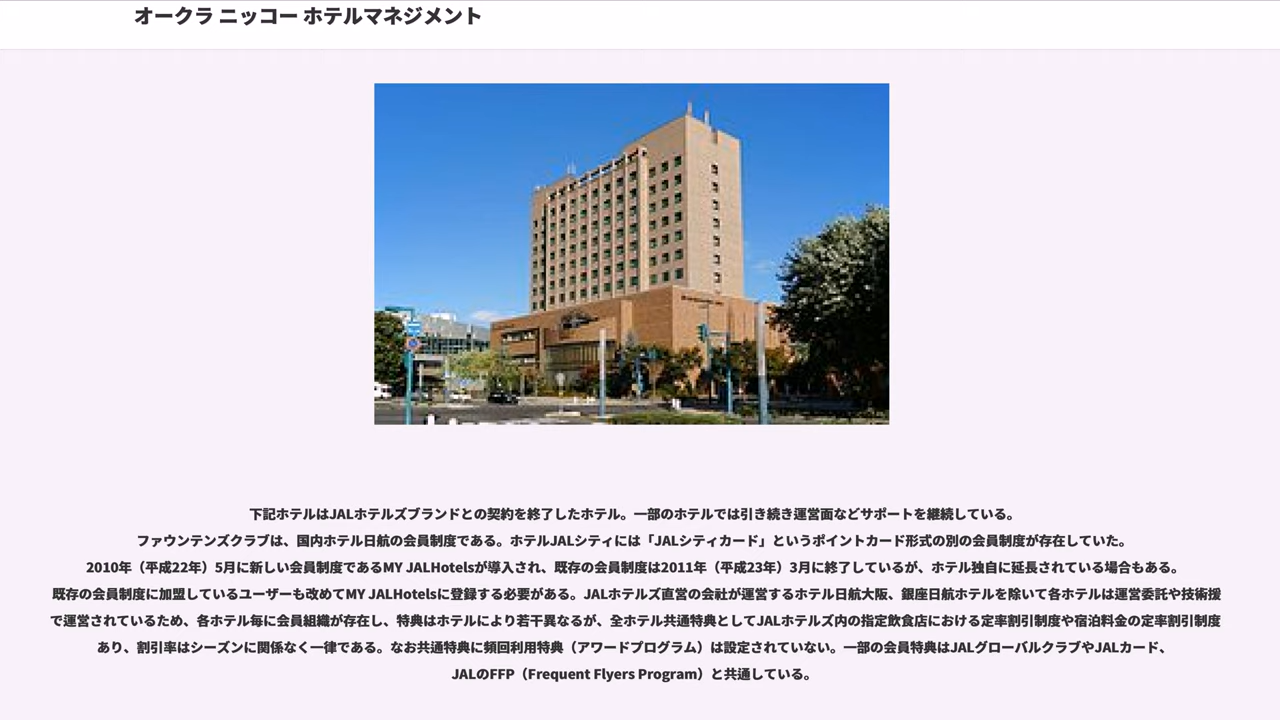 オークラ ニッコー ホテルマネジメント
下記ホテルはJALホテルズブランドとの契約を終了したホテル。一部のホテルでは引き続き運営面などサポートを継続している。
ファウンテンズクラブは、国内ホテル日航の会員制度である。ホテルJALシティには「JALシティカード」というポイントカード形式の別の会員制度が存在していた。
2010年（平成22年）5月に新しい会員制度であるMY JALHotelsが導入され、既存の会員制度は2011年（平成23年）3月に終了しているが、ホテル独自に延長されている場合もある。
既存の会員制度に加盟しているユーザーも改めてMY JALHotelsに登録する必要がある。JALホテルズ直営の会社が運営するホテル日航大阪、銀座日航ホテルを除いて各ホテルは運営委託や技術援
で運営されているため、各ホテル毎に会員組織が存在し、特典はホテルにより若干異なるが、全ホテル共通特典としてJALホテルズ内の指定飲食店における定率割引制度や宿泊料金の定率割引制度
あり、割引率はシーズンに関係なく一律である。なお共通特典に頻回利用特典（アワードプログラム）は設定されていない。一部の会員特典はJALグローバルクラブやJALカード、
JALのFFP（Frequent Flyers Program）と共通している。